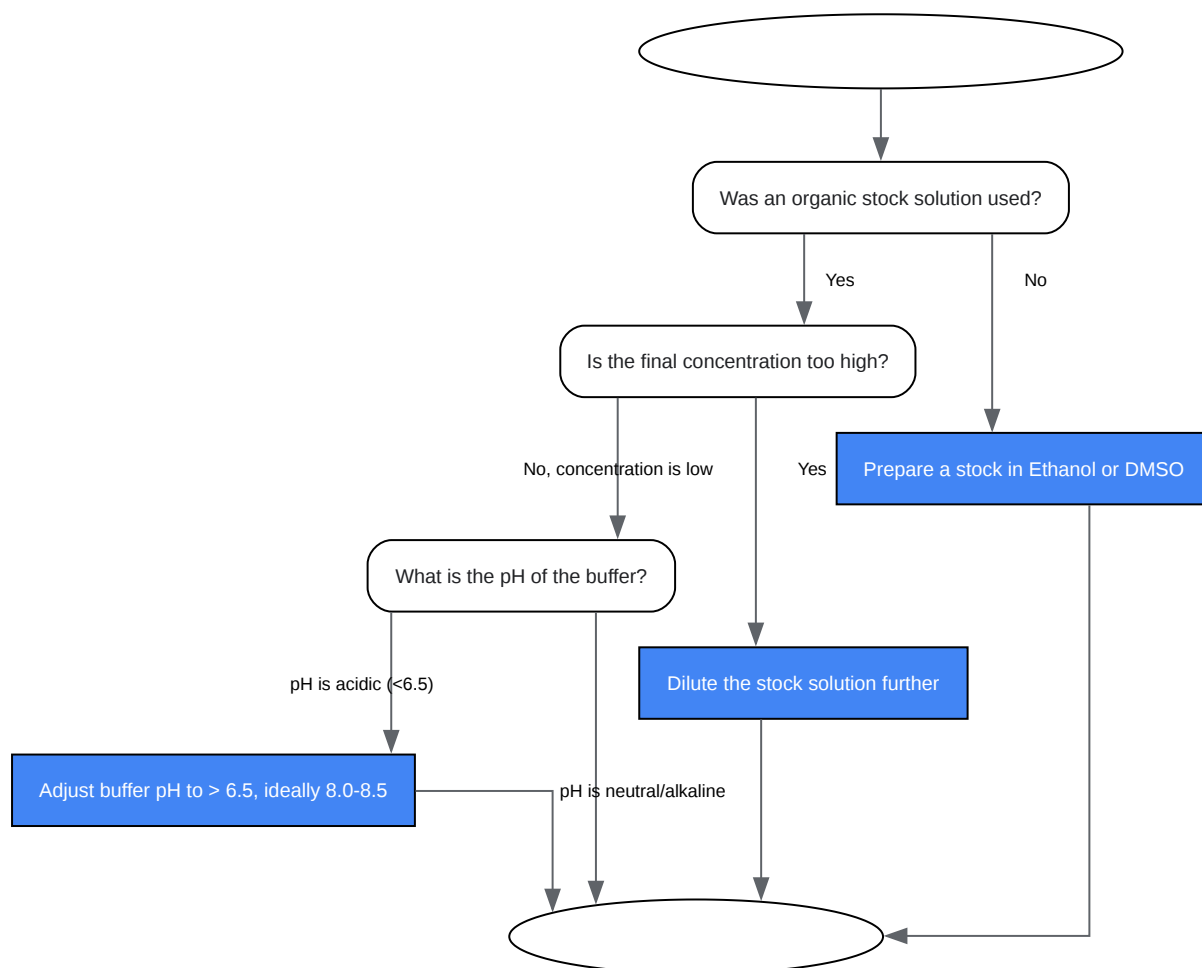 Was an organic stock solution used?
Yes
No
Is the final concentration too high?
No, concentration is low
Yes
Prepare a stock in Ethanol or DMSO
What is the pH of the buffer?
pH is acidic (<6.5)
Dilute the stock solution further
Adjust buffer pH to > 6.5, ideally 8.0-8.5
pH is neutral/alkaline